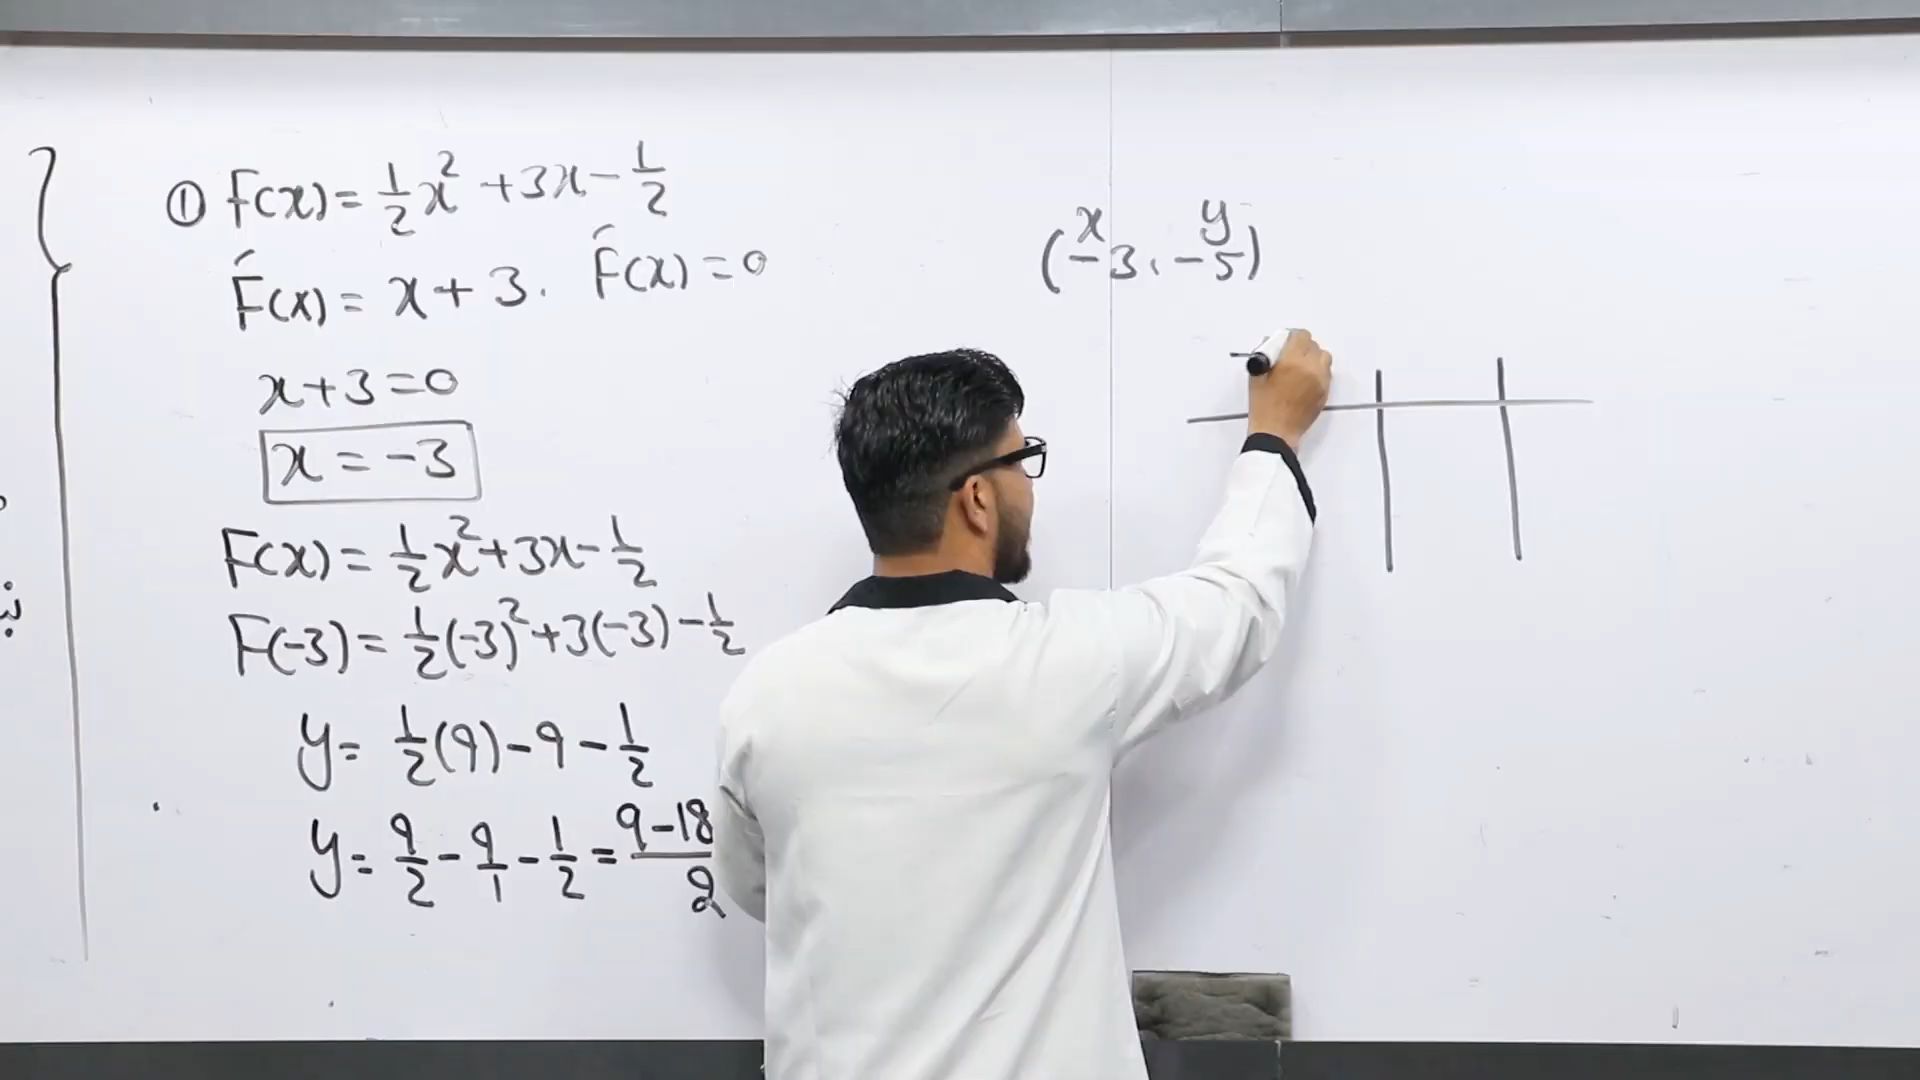 ① F(x) = 1/2 x² + 3x - 1/2
F́(x) = x + 3 . F́(x) = 0
x + 3 = 0
x = -3
F(x) = 1/2 x² + 3x - 1/2
F(-3) = 1/2 (-3)² + 3(-3) - 1/2
y = 1/2 (9) - 9 - 1/2
y = 9/2 - 9/1 - 1/2 = 9-18/2
x y
(-3, -5)